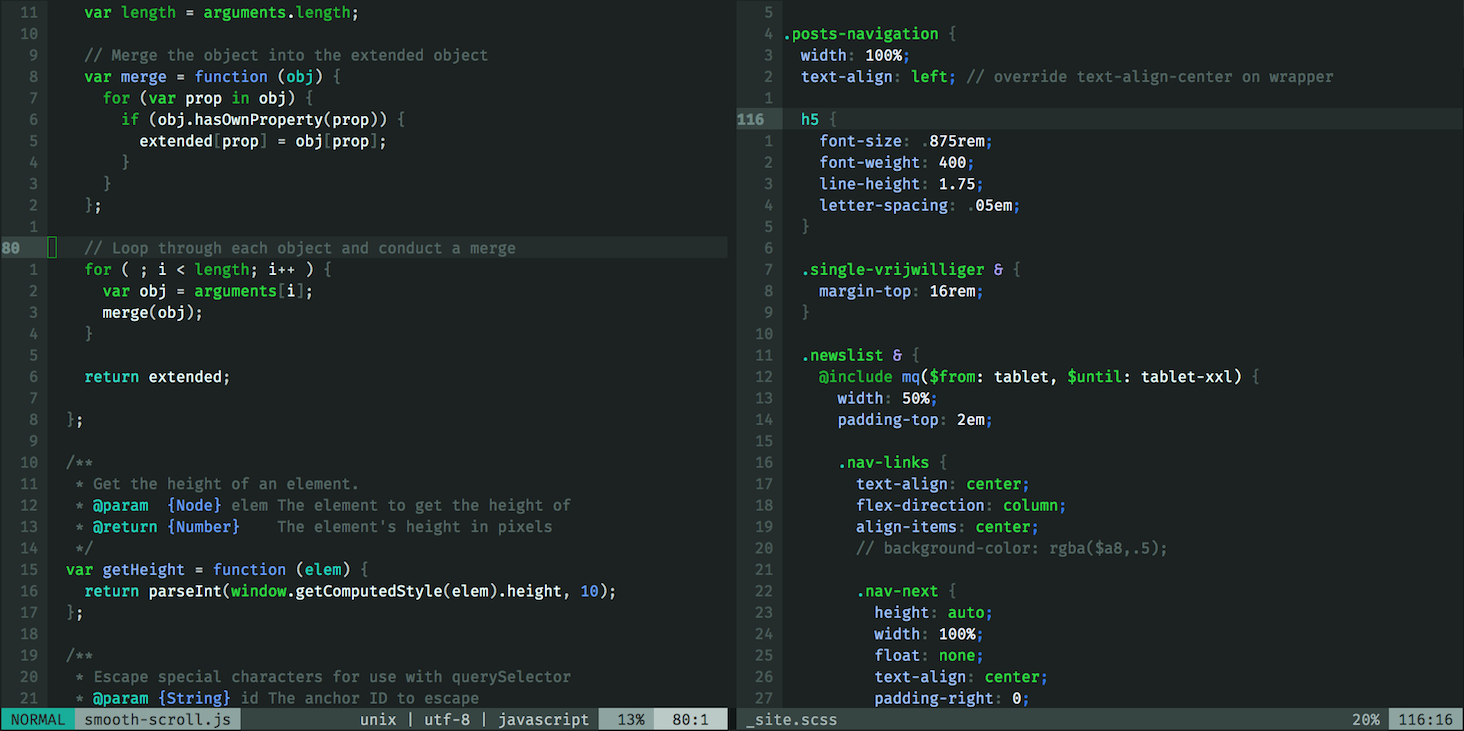 11 var length = arguments.length;
10
9 // Merge the object into the extended object
8 var merge = function (obj) {
7 for (var prop in obj) {
6 if (obj.hasOwnProperty(prop)) {
5 extended[prop] = obj[prop];
4 }
3 }
2 };
1
80 // Loop through each object and conduct a merge
1 for ( ; i < length; i++ ) {
2 var obj = arguments[i];
3 merge(obj);
4 }
5
6 return extended;
7
8 };
9
10 /**
11 * Get the height of an element.
12 * @param  {Node} elem The element to get the height of
13 * @return {Number}    The element's height in pixels
14 */
15 var getHeight = function (elem) {
16 return parseInt(window.getComputedStyle(elem).height, 10);
17 };
18
19 /**
20 * Escape special characters for use with querySelector
21 * @param {String} id The anchor ID to escape
NORMAL smooth-scroll.js unix | utf-8 | javascript 13% 80:1
5
4 .posts-navigation {
3 width: 100%;
2 text-align: left; // override text-align-center on wrapper
1
116 h5 {
1 font-size: .875rem;
2 font-weight: 400;
3 line-height: 1.75;
4 letter-spacing: .05em;
5 }
6
7 .single-vrijwilliger & {
8 margin-top: 16rem;
9 }
10
11 .newslist & {
12 @include mq($from: tablet, $until: tablet-xxl) {
13 width: 50%;
14 padding-top: 2em;
15
16 .nav-links {
17 text-align: center;
18 flex-direction: column;
19 align-items: center;
20 // background-color: rgba($a8,.5);
21
22 .nav-next {
23 height: auto;
24 width: 100%;
25 float: none;
26 text-align: center;
27 padding-right: 0;
_site.scss 20% 116:16